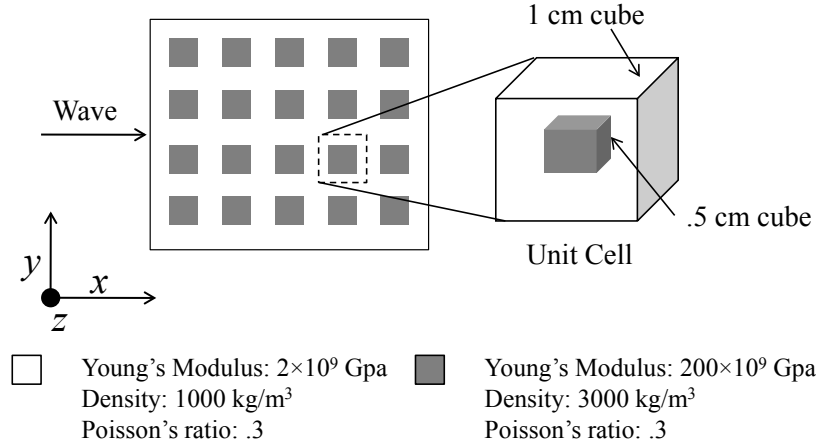 1 cm cube
Wave
.5 cm cube
Unit Cell
y
x
z
Young's Modulus: 2×10⁹ Gpa
Density: 1000 kg/m³
Poisson's ratio: .3
Young's Modulus: 200×10⁹ Gpa
Density: 3000 kg/m³
Poisson's ratio: .3